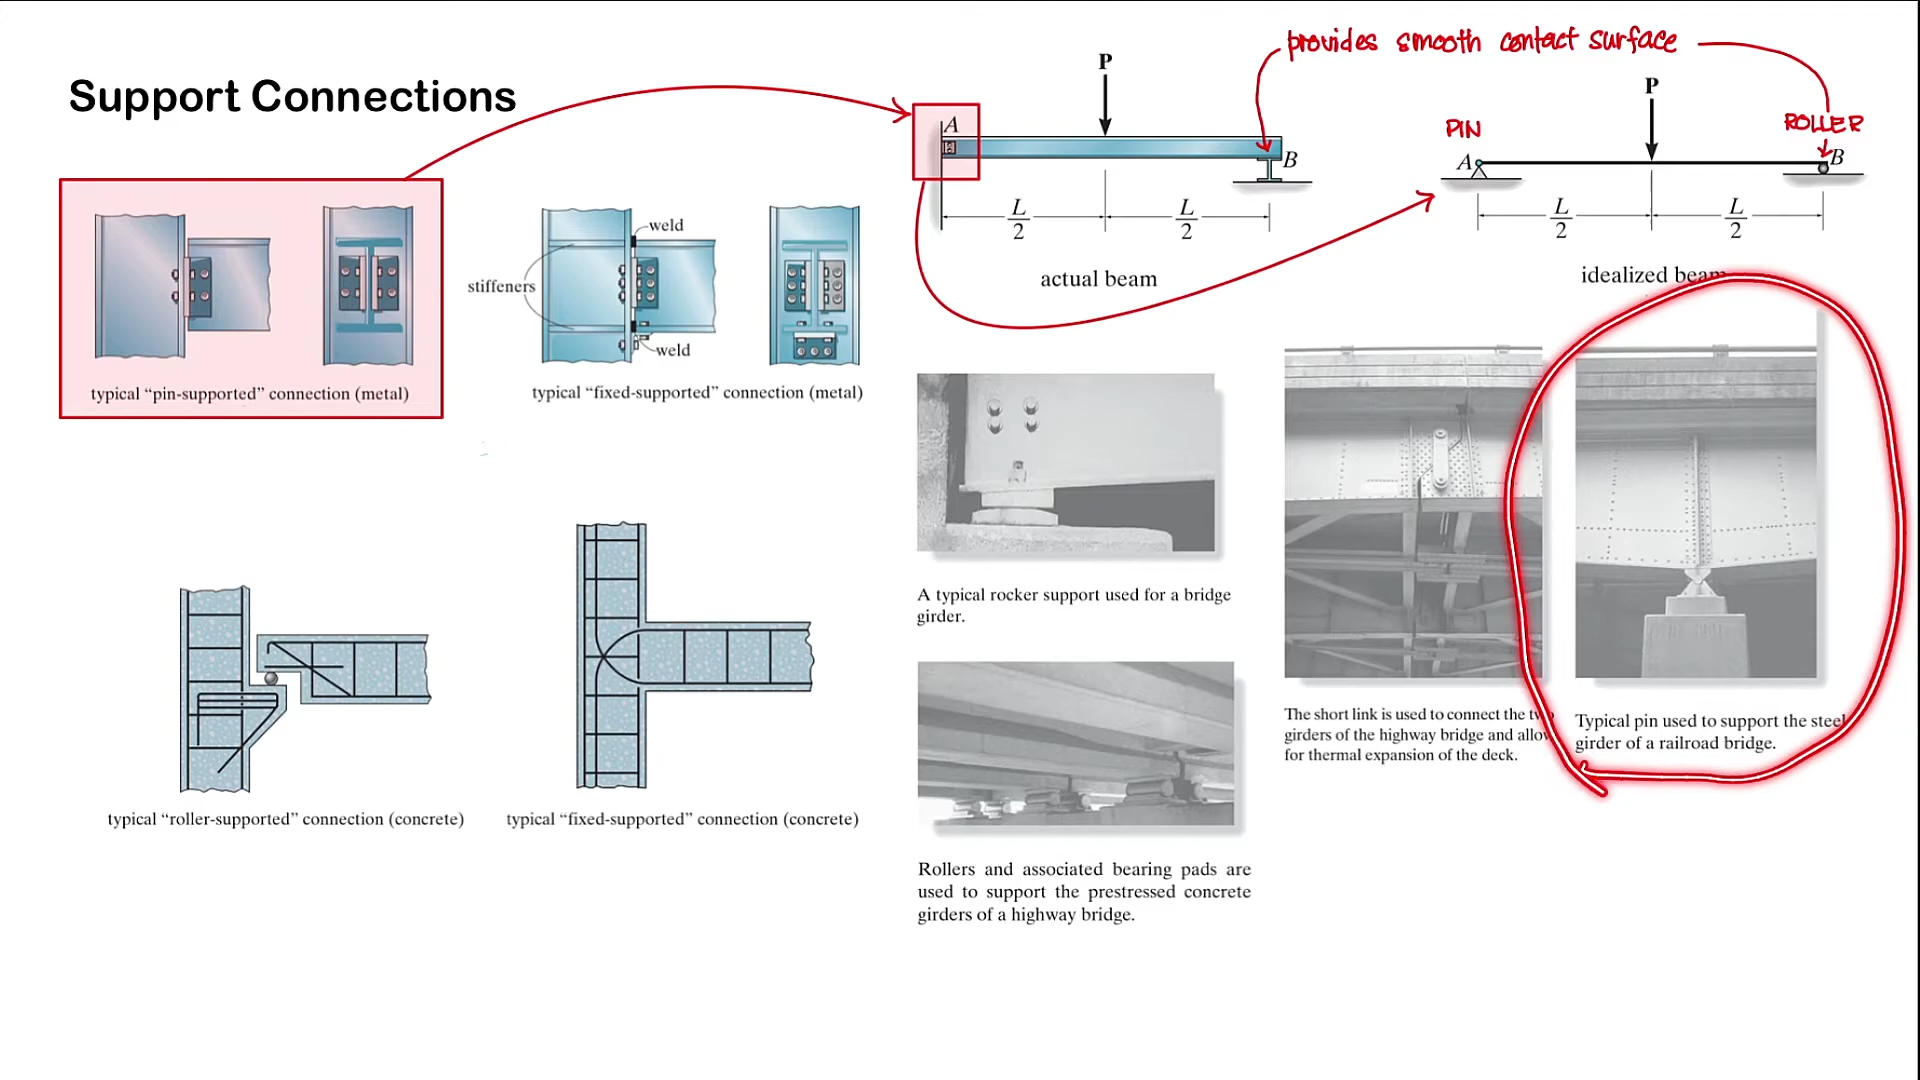 Support Connections
provides smooth contact surface
P
A
B
L
2
L
2
actual beam
P
PIN
ROLLER
A
B
L
2
L
2
idealized beam
weld
stiffeners
weld
typical “pin-supported” connection (metal)
typical “fixed-supported” connection (metal)
typical “roller-supported” connection (concrete)
typical “fixed-supported” connection (concrete)
A typical rocker support used for a bridge
girder.
Rollers and associated bearing pads are
used to support the prestressed concrete
girders of a highway bridge.
The short link is used to connect the two
girders of the highway bridge and allow
for thermal expansion of the deck.
Typical pin used to support the steel
girder of a railroad bridge.